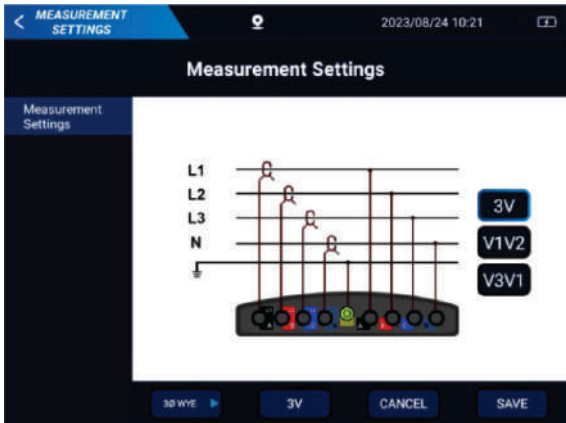 MEASUREMENT
SETTINGS
2023/08/24 10:21
Measurement Settings
Measurement
Settings
L1
L2
L3
N
3V
V1V2
V3V1
3Ø WYE
3V
CANCEL
SAVE